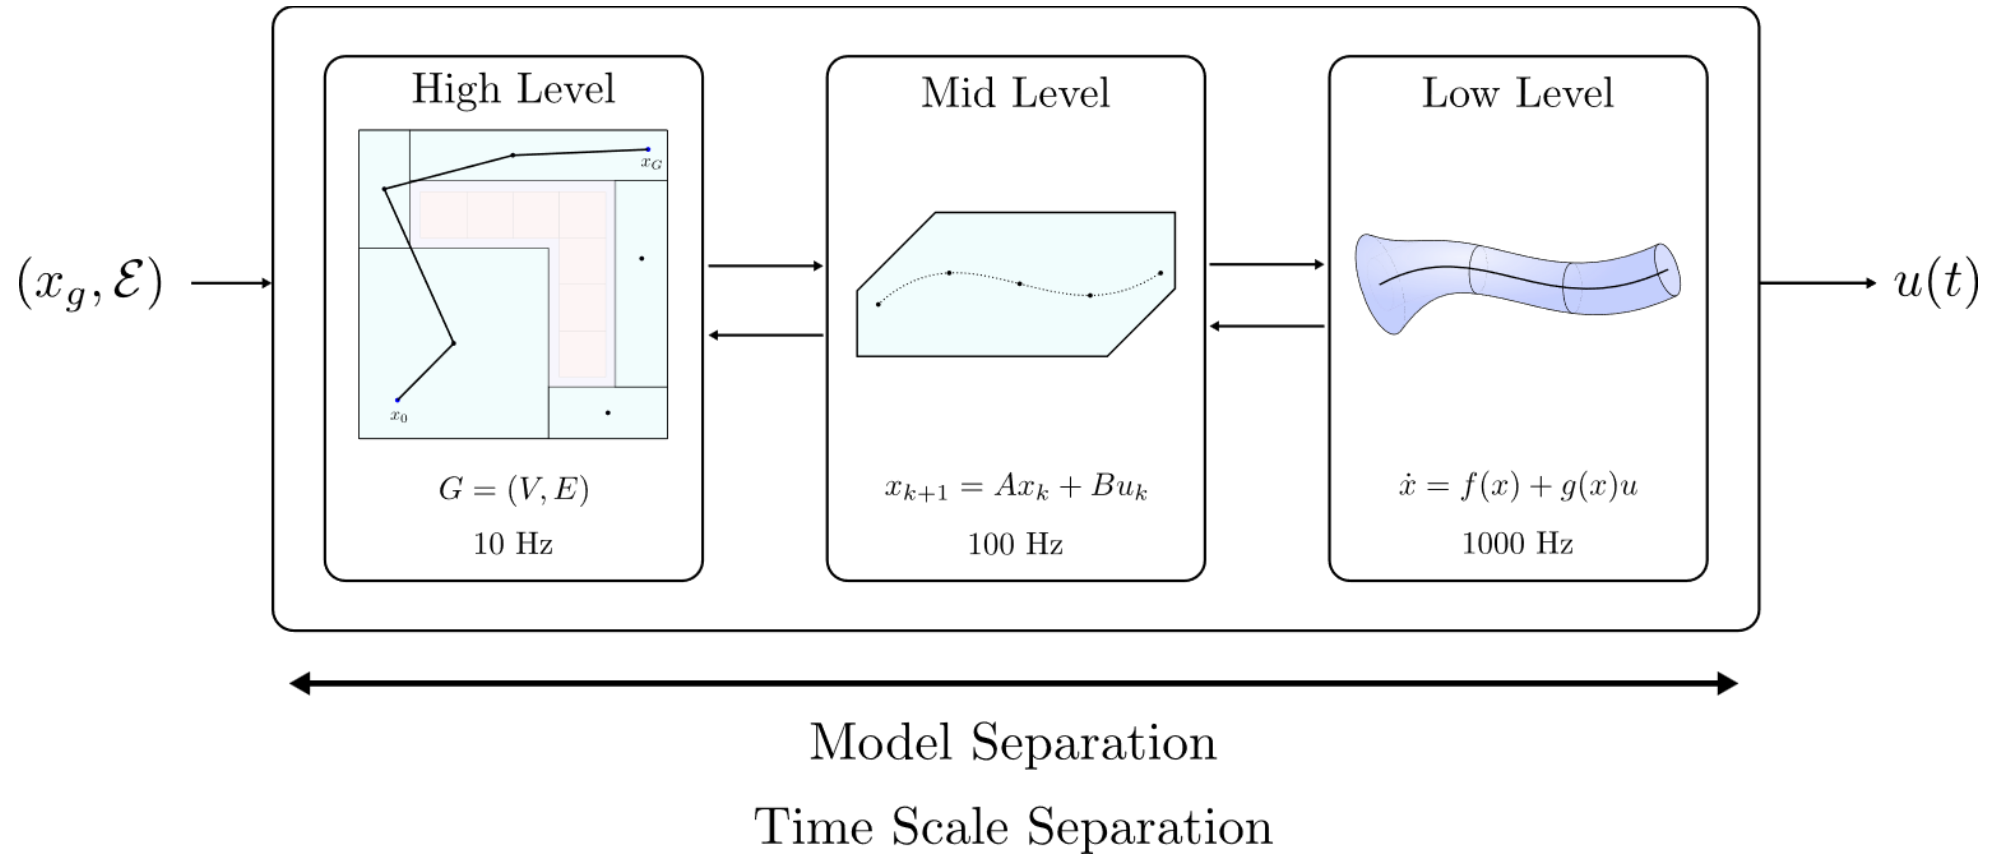 (x_g, ℰ)
High Level
x_G
x_0
G = (V, E)
10 Hz
Mid Level
x_{k+1} = Ax_k + Bu_k
100 Hz
Low Level
ẋ = f(x) + g(x)u
1000 Hz
u(t)
Model Separation
Time Scale Separation